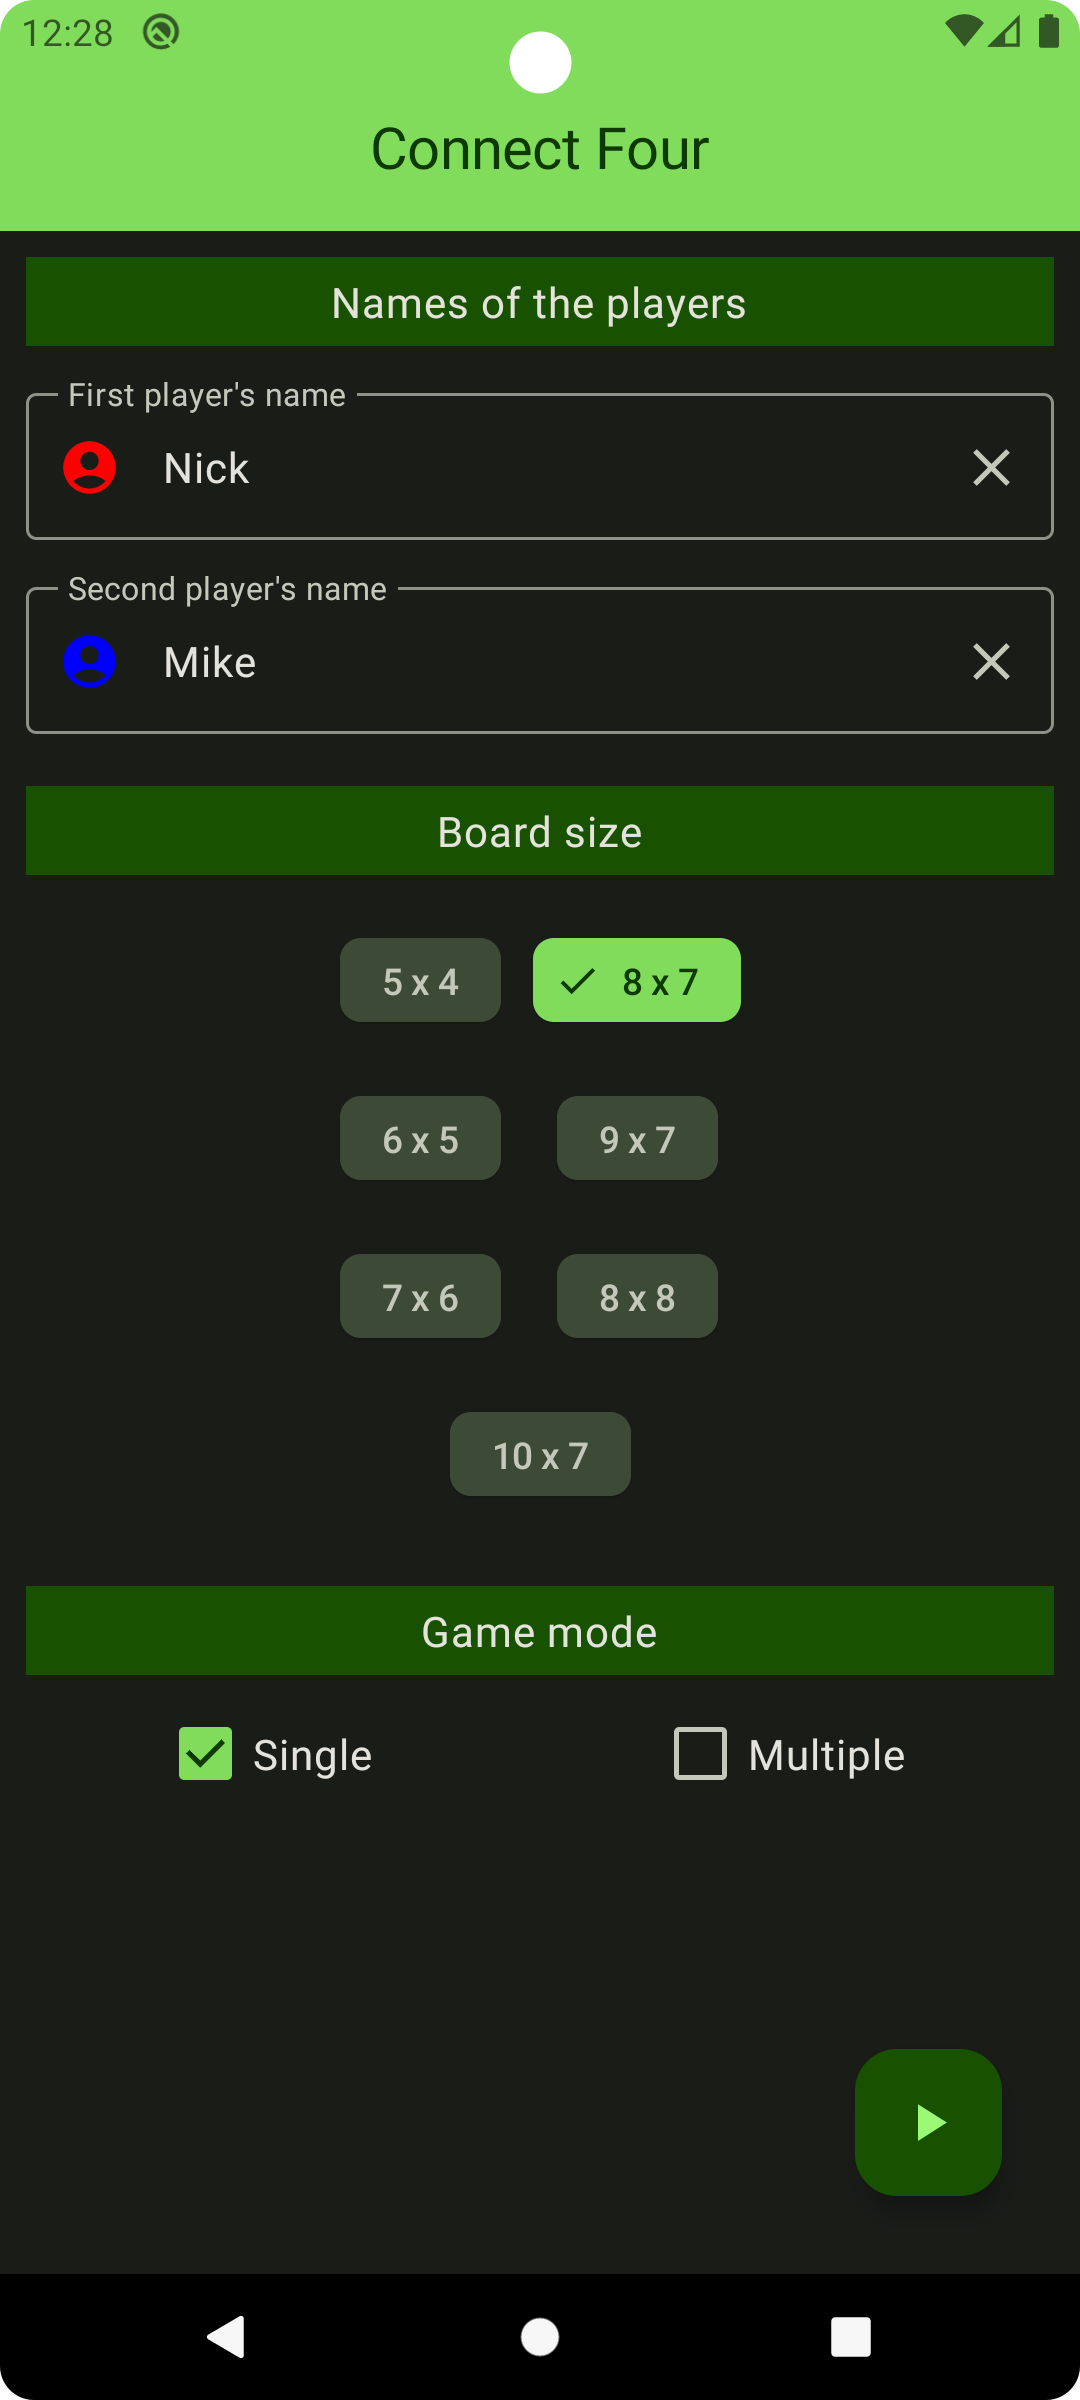 12:28
Connect Four
Names of the players
First player's name
Nick
Second player's name
Mike
Board size
5 x 4
8 x 7
6 x 5
9 x 7
7 x 6
8 x 8
10 x 7
Game mode
Single
Multiple